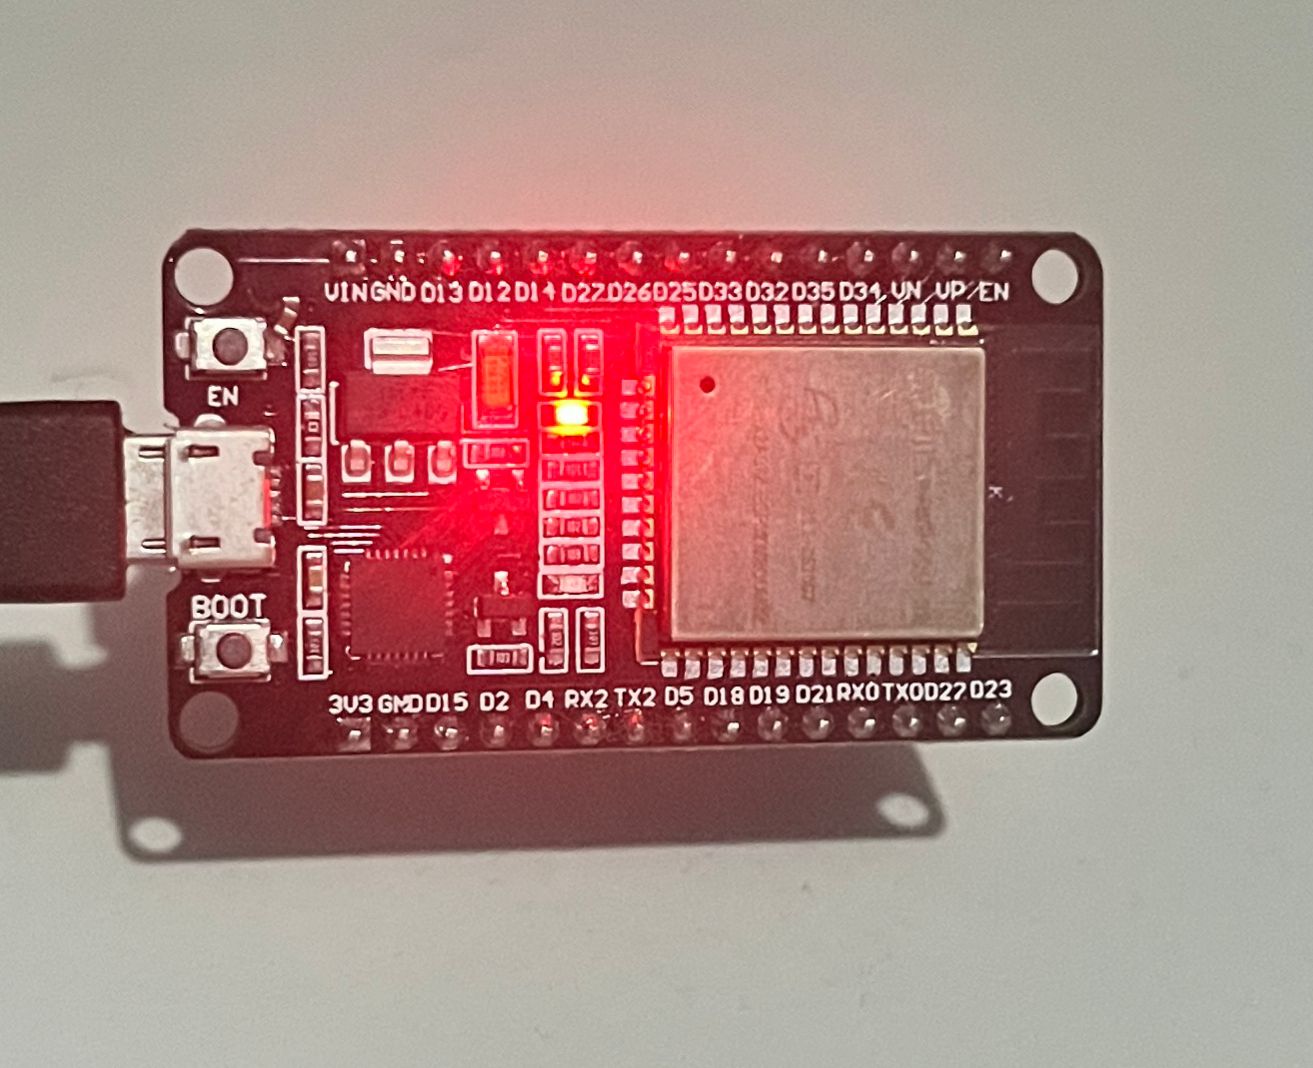 VIN GND D13 D12 D14 D27 D26 D25 D33 D32 D35 D34 VN VP EN
EN
BOOT
3V3 GND D15 D2 D4 RX2 TX2 D5 D18 D19 D21 RX0 TX0 D27 D23